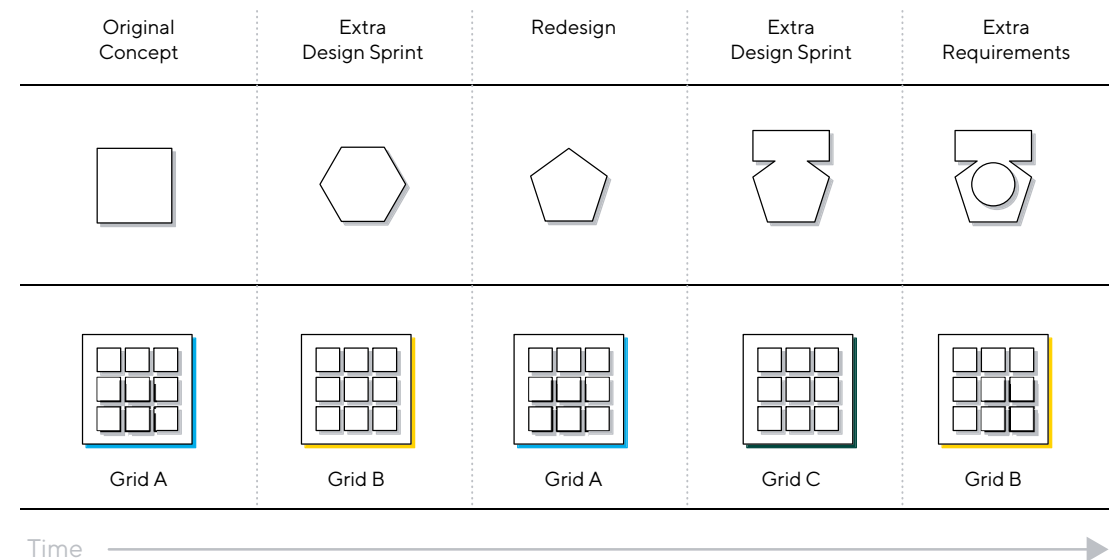 Original
Concept
Extra
Design Sprint
Redesign
Extra
Design Sprint
Extra
Requirements
Grid A
Grid B
Grid A
Grid C
Grid B
Time